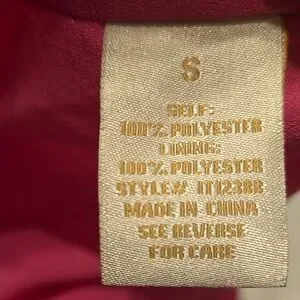 S
SELF:
100% POLYESTER
LINING:
100% POLYESTER
STYLE# IT12388
MADE IN CHINA
SEE REVERSE
FOR CARE